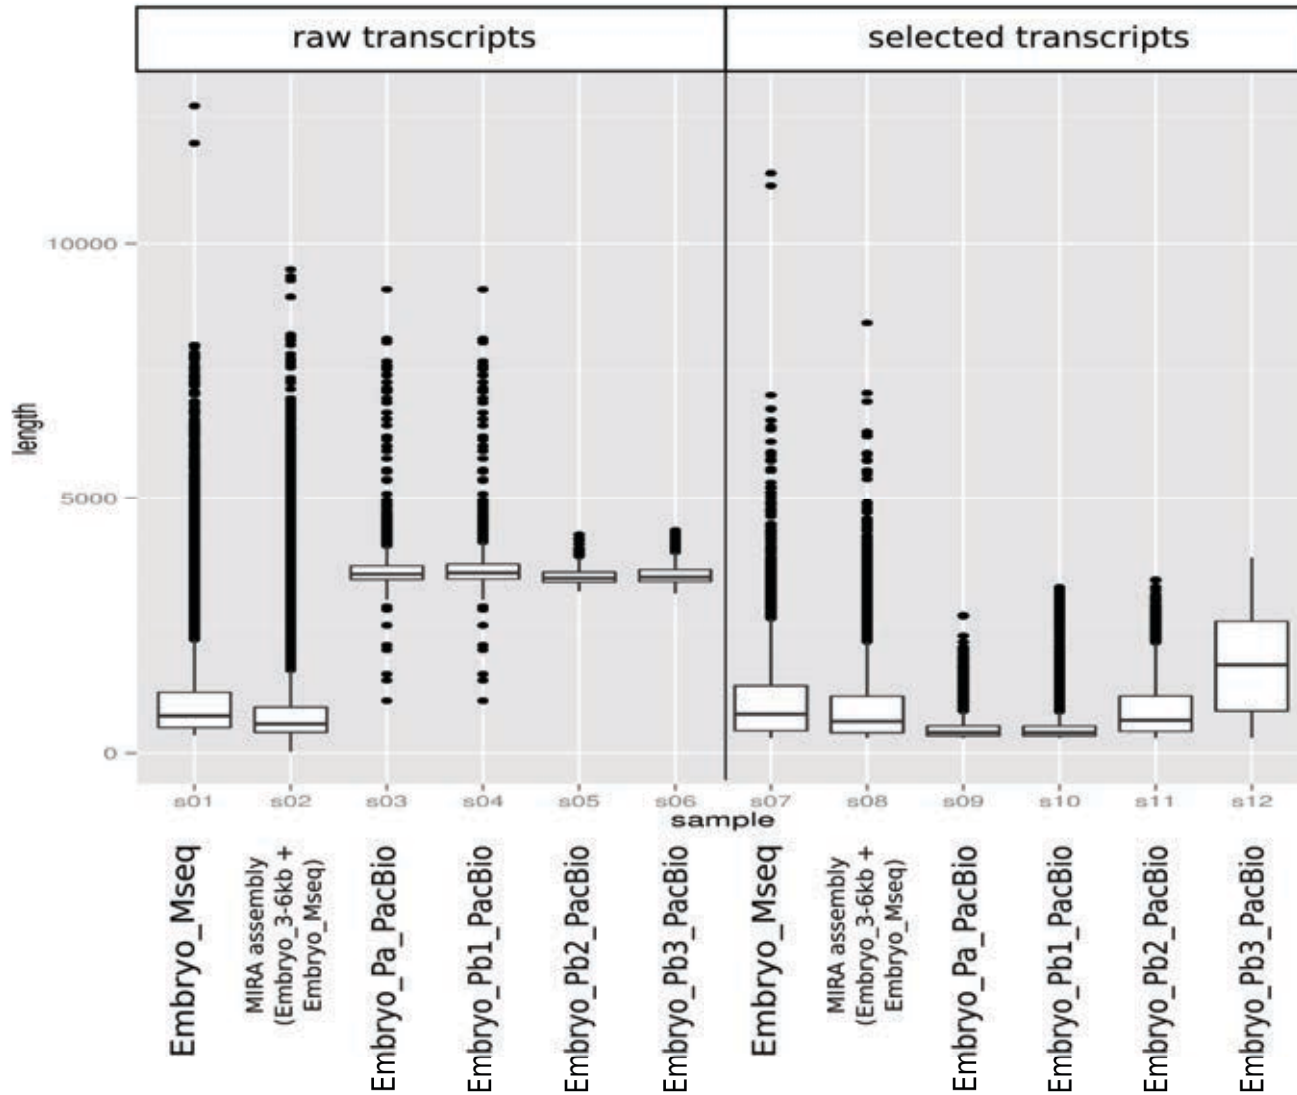 raw transcripts
selected transcripts
10000
5000
0
length
s01
s02
s03
s04
s05
s06
s07
s08
s09
s10
s11
s12
sample
Embryo_Mseq
MIRA assembly
(Embryo_3-6kb +
Embryo_Mseq)
Embryo_Pa_PacBio
Embryo_Pb1_PacBio
Embryo_Pb2_PacBio
Embryo_Pb3_PacBio
Embryo_Mseq
MIRA assembly
(Embryo_3-6kb +
Embryo_Mseq)
Embryo_Pa_PacBio
Embryo_Pb1_PacBio
Embryo_Pb2_PacBio
Embryo_Pb3_PacBio